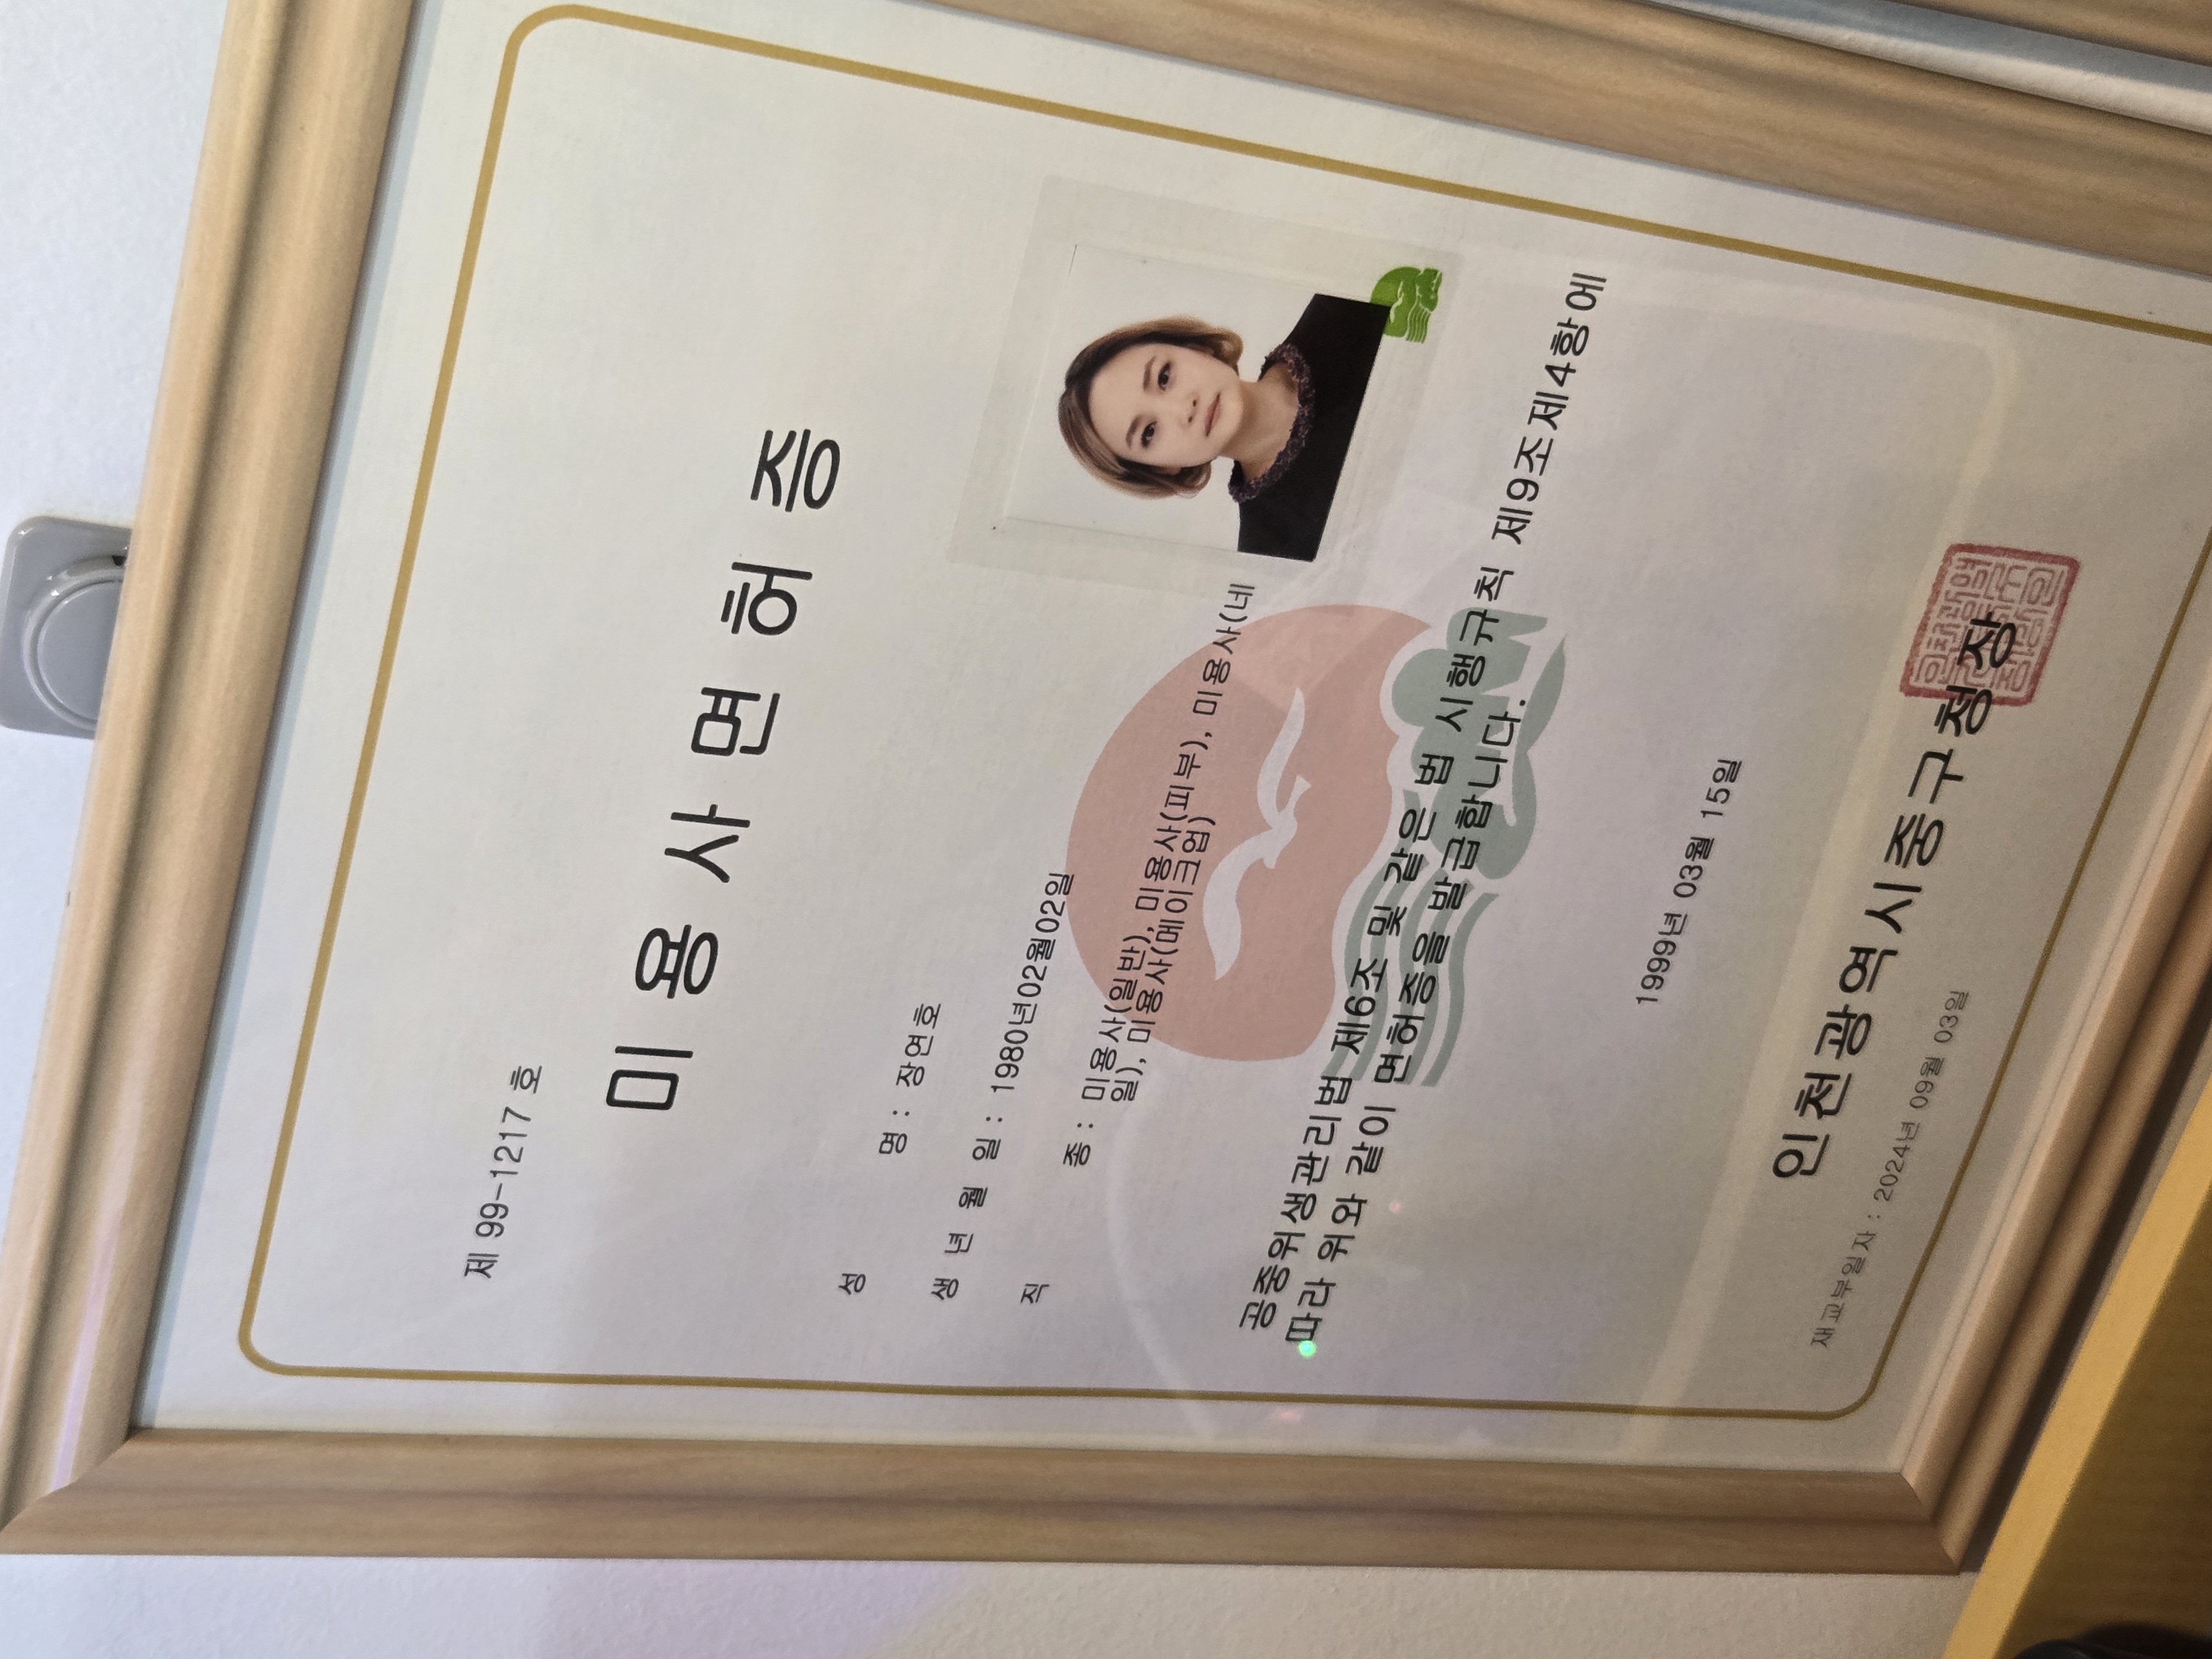 제 99-1217 호
미 용 사 면 허 증
성 명 : 장연호
생 년 월 일 : 1980년02월02일
직 종 : 미용사(일반), 미용사(피부), 미용사(네
일), 미용사(메이크업)
공중위생관리법 제6조 및 같은 법 시행규칙 제9조제4항에
따라 위와 같이 면허증을 발급합니다.
1999년 03월 15일
인천광역시중구청장
재교부일자 : 2024년 09월 03일